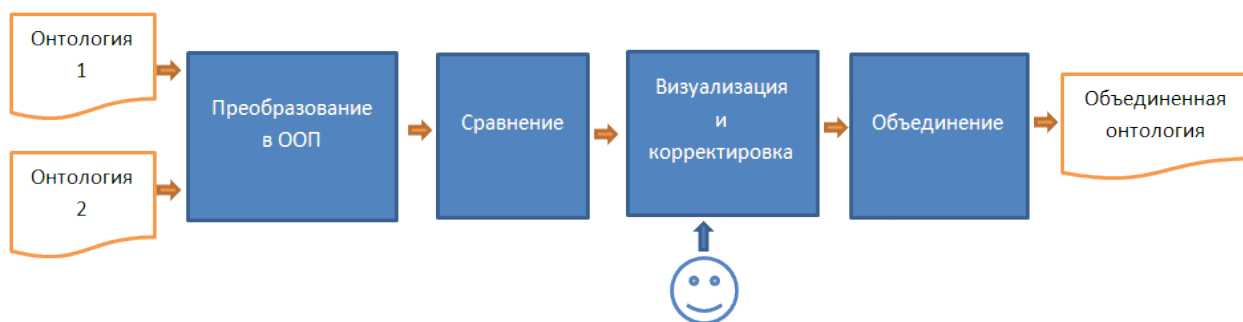 Онтология
1
Преобразование
в ООП
Сравнение
Визуализация
и
корректировка
Объединение
Объединенная
онтология
Онтология
2